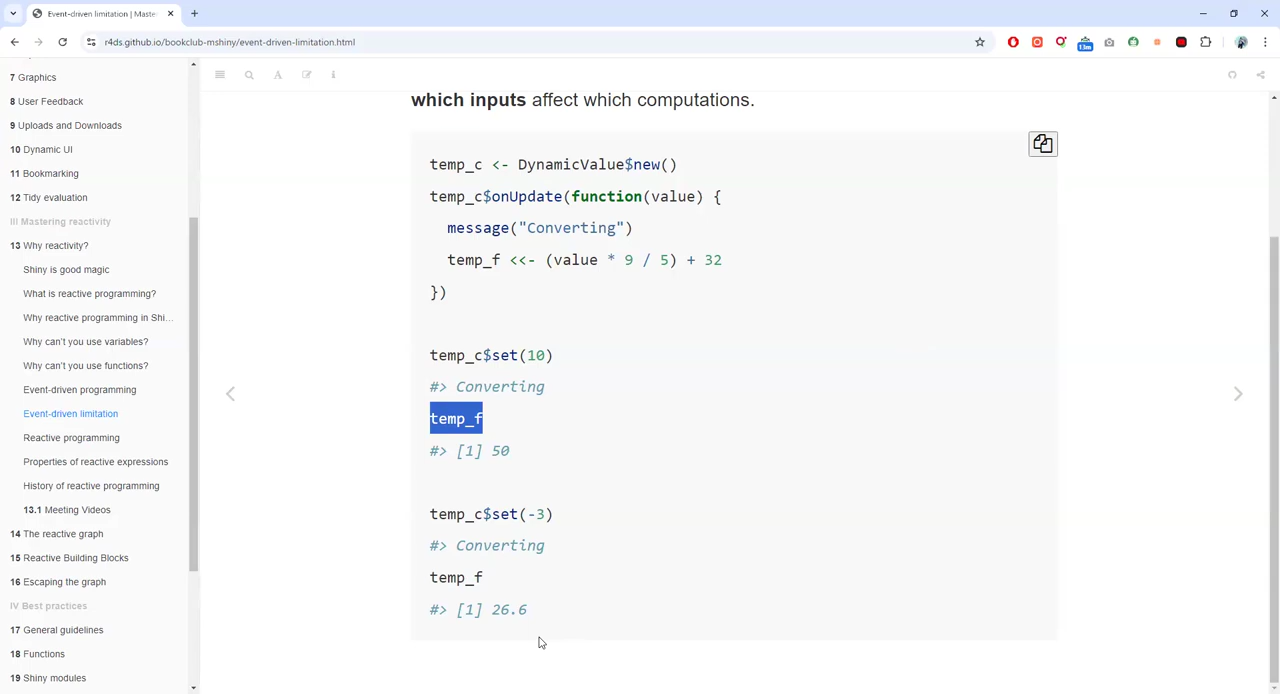 Event-driven limitation | Maste
r4ds.github.io/bookclub-mshiny/event-driven-limitation.html
7 Graphics
8 User Feedback
9 Uploads and Downloads
10 Dynamic UI
11 Bookmarking
12 Tidy evaluation
III Mastering reactivity
13 Why reactivity?
Shiny is good magic
What is reactive programming?
Why reactive programming in Shi...
Why can't you use variables?
Why can't you use functions?
Event-driven programming
Event-driven limitation
Reactive programming
Properties of reactive expressions
History of reactive programming
13.1 Meeting Videos
14 The reactive graph
15 Reactive Building Blocks
16 Escaping the graph
IV Best practices
17 General guidelines
18 Functions
19 Shiny modules
which inputs affect which computations.
temp_c <- DynamicValue$new()
temp_c$onUpdate(function(value) {
  message("Converting")
  temp_f <<- (value * 9 / 5) + 32
})
temp_c$set(10)
#> Converting
temp_f
#> [1] 50
temp_c$set(-3)
#> Converting
temp_f
#> [1] 26.6